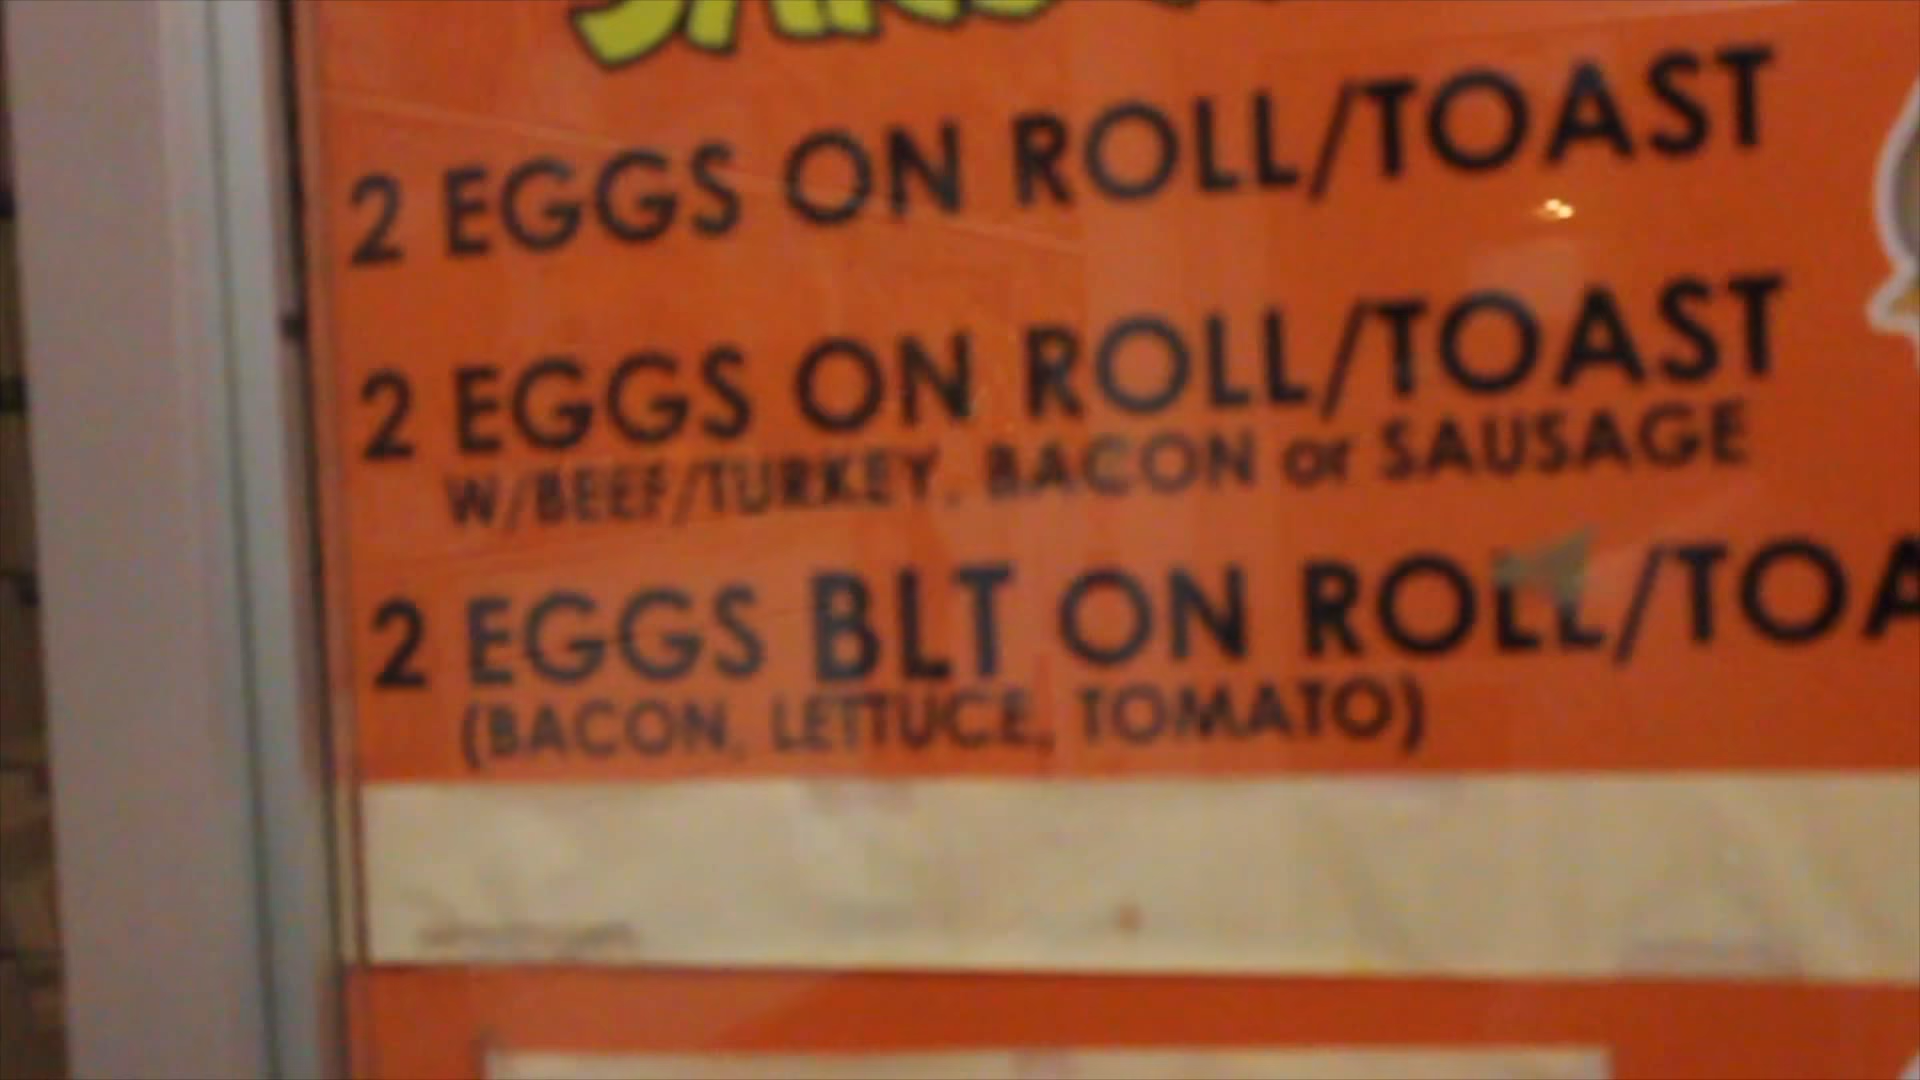 2 EGGS ON ROLL/TOAST
2 EGGS ON ROLL/TOAST
W/BEEF/TURKEY, BACON or SAUSAGE
2 EGGS BLT ON ROLL/TOA
(BACON, LETTUCE, TOMATO)